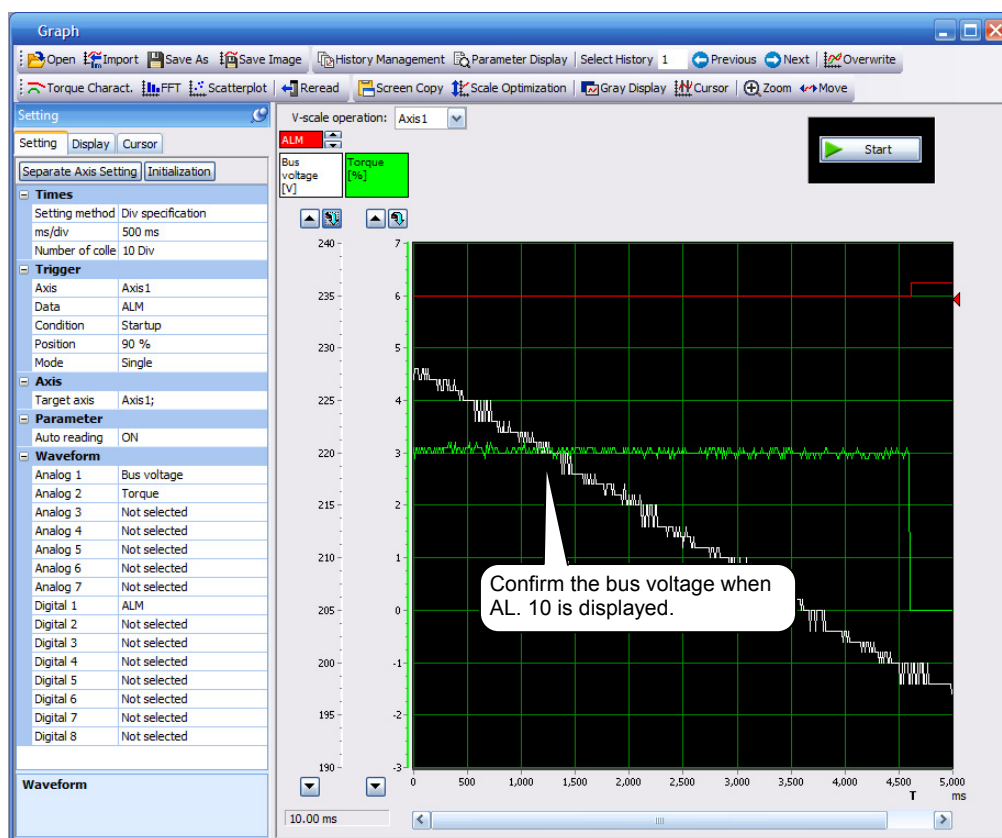 Graph
Open Import Save As Save Image History Management Parameter Display Select History 1 Previous Next Overwrite
Torque Charact. FFT Scatterplot Reread Screen Copy Scale Optimization Gray Display Cursor Zoom Move
Setting
Setting Display Cursor
Separate Axis Setting Initialization
Times
Setting method Div specification
ms/div 500 ms
Number of colle 10 Div
Trigger
Axis Axis1
Data ALM
Condition Startup
Position 90 %
Mode Single
Axis
Target axis Axis1;
Parameter
Auto reading ON
Waveform
Analog 1 Bus voltage
Analog 2 Torque
Analog 3 Not selected
Analog 4 Not selected
Analog 5 Not selected
Analog 6 Not selected
Analog 7 Not selected
Digital 1 ALM
Digital 2 Not selected
Digital 3 Not selected
Digital 4 Not selected
Digital 5 Not selected
Digital 6 Not selected
Digital 7 Not selected
Digital 8 Not selected
Waveform
V-scale operation: Axis1
ALM
Bus voltage [V]
Torque [%]
Start
240 7
235 6
230 5
225 4
220 3
215 2
210 1
205 0
200 -1
195 -2
190 -3
Confirm the bus voltage when
AL. 10 is displayed.
0 500 1,000 1,500 2,000 2,500 3,000 3,500 4,000 4,500 5,000
T ms
10.00 ms